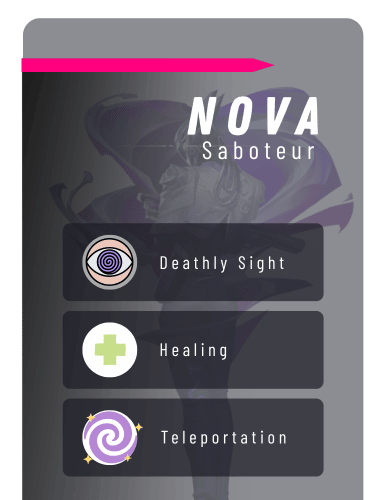 NOVA
Saboteur
Deathly Sight
Healing
Teleportation